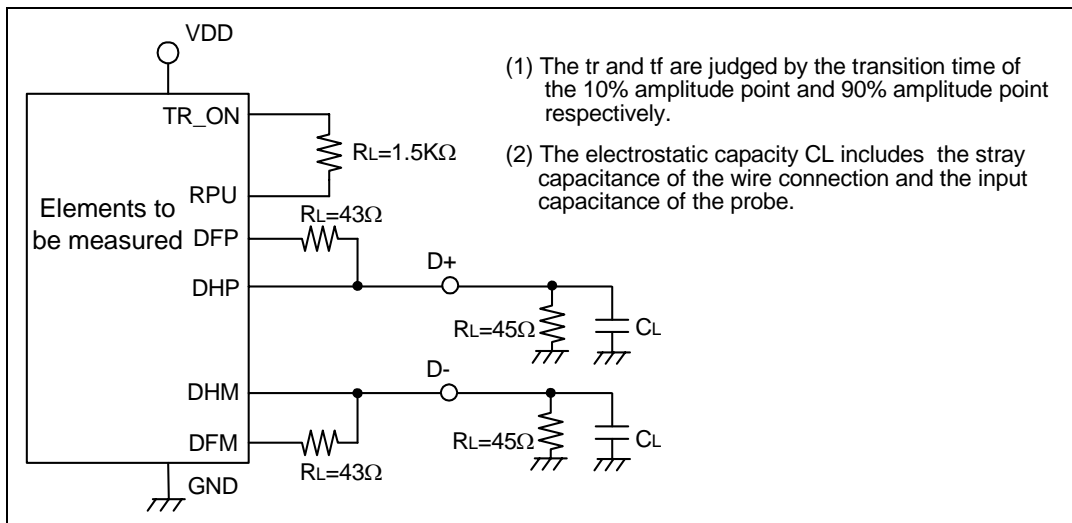 VDD
TR_ON
RL=1.5KΩ
RPU
RL=43Ω
Elements to
be measured
DFP
DHP
D+
RL=45Ω
CL
DHM
D-
DFM
RL=43Ω
RL=45Ω
CL
GND
(1) The tr and tf are judged by the transition time of
the 10% amplitude point and 90% amplitude point
respectively.
(2) The electrostatic capacity CL includes the stray
capacitance of the wire connection and the input
capacitance of the probe.